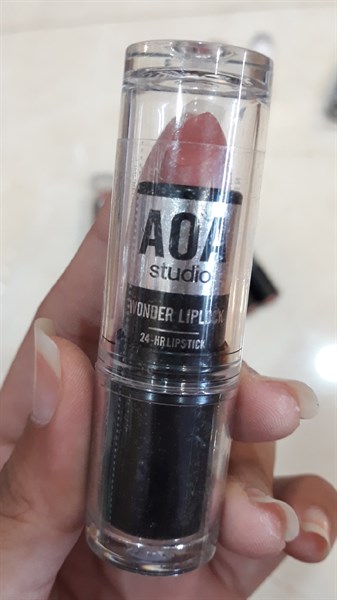 AOA
studio
WONDER LIPLOCK
24-HR LIPSTICK